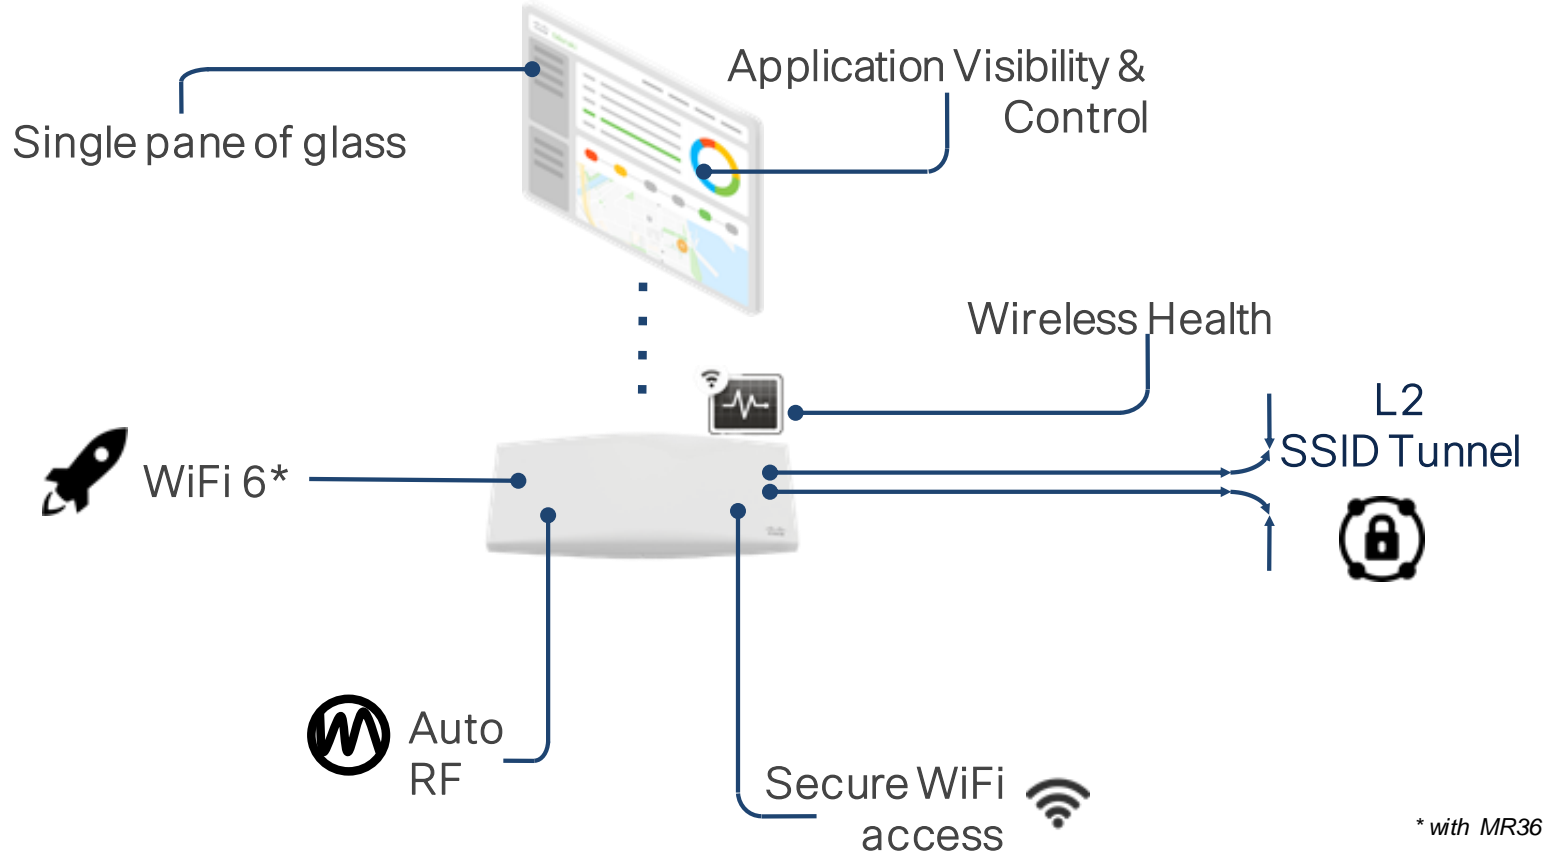 Application Visibility &
Control
Single pane of glass
Wireless Health
L2
SSID Tunnel
WiFi 6*
Auto
RF
Secure WiFi
access
* with MR36